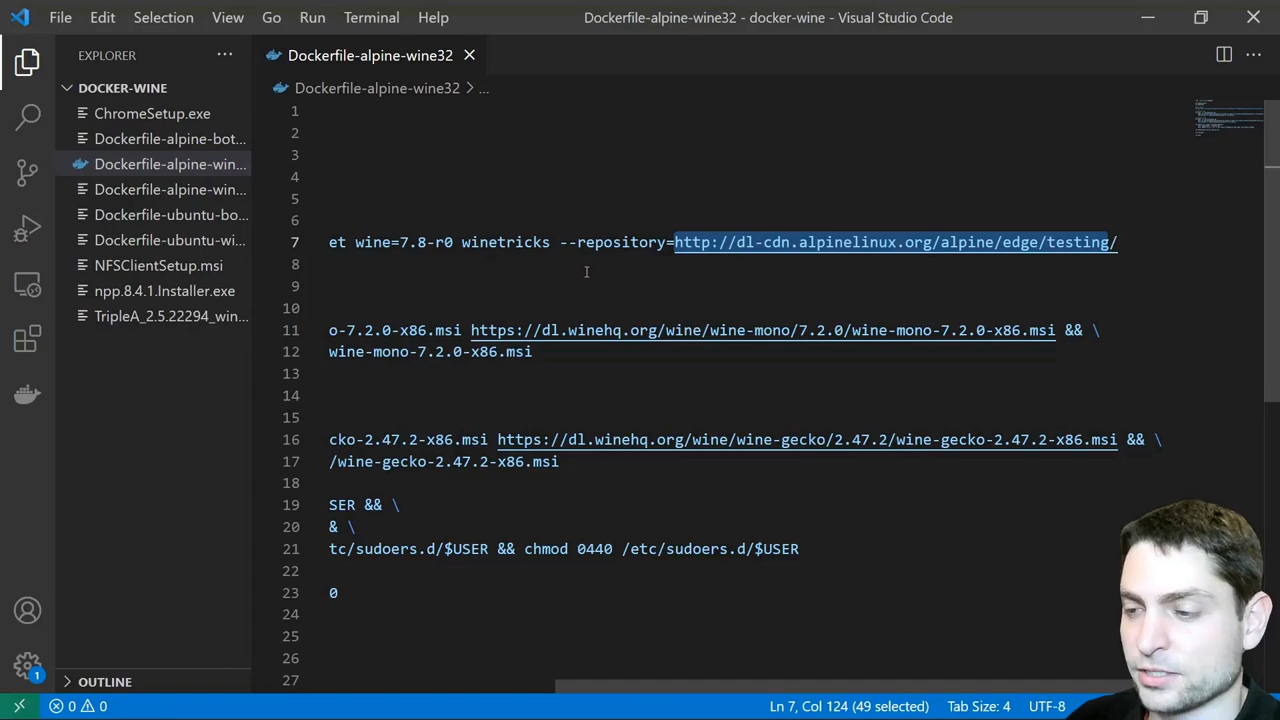 File Edit Selection View Go Run Terminal Help Dockerfile-alpine-wine32 - docker-wine - Visual Studio Code
EXPLORER
Dockerfile-alpine-wine32
DOCKER-WINE
Dockerfile-alpine-wine32 > ...
ChromeSetup.exe
Dockerfile-alpine-bot...
Dockerfile-alpine-win...
Dockerfile-alpine-win...
Dockerfile-ubuntu-bo...
Dockerfile-ubuntu-wi...
NFSClientSetup.msi
npp.8.4.1.Installer.exe
TripleA_2.5.22294_win...
OUTLINE
1
2
3
4
5
6
7 et wine=7.8-r0 winetricks --repository=http://dl-cdn.alpinelinux.org/alpine/edge/testing/
8
9
10
11 o-7.2.0-x86.msi https://dl.winehq.org/wine/wine-mono/7.2.0/wine-mono-7.2.0-x86.msi && \
12 wine-mono-7.2.0-x86.msi
13
14
15
16 cko-2.47.2-x86.msi https://dl.winehq.org/wine/wine-gecko/2.47.2/wine-gecko-2.47.2-x86.msi && \
17 /wine-gecko-2.47.2-x86.msi
18
19 SER && \
20 & \
21 tc/sudoers.d/$USER && chmod 0440 /etc/sudoers.d/$USER
22
23 0
24
25
26
27
1
0 0 Ln 7, Col 124 (49 selected) Tab Size: 4 UTF-8